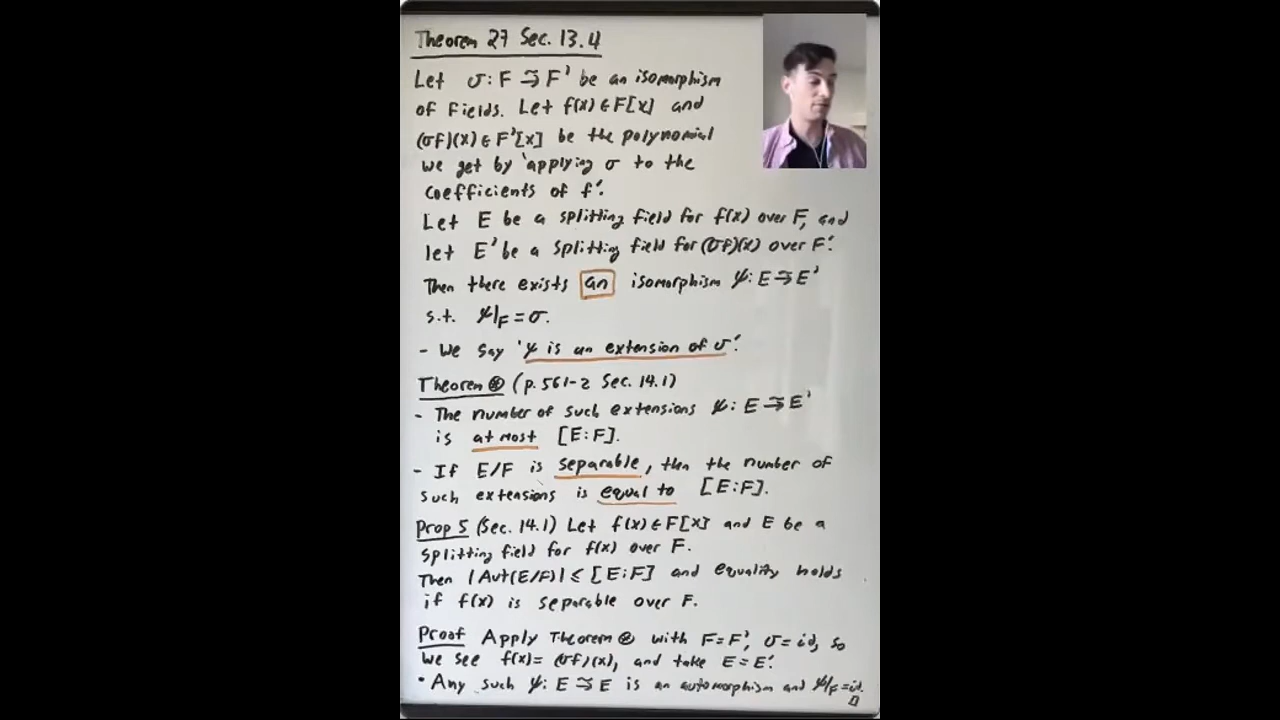 Theorem 27 Sec. 13.4
Let σ: F ⥲ F' be an isomorphism
of fields. Let f(x) ∈ F[x] and
(σf)(x) ∈ F'[x] be the polynomial
we get by 'applying σ to the
coefficients of f'.
Let E be a splitting field for f(x) over F, and
let E' be a splitting field for (σf)(x) over F'.
Then there exists an isomorphism ψ: E ⥲ E'
s.t. ψ|F = σ.
- We say 'ψ is an extension of σ'.
Theorem ⊛ (p. 561-2 Sec. 14.1)
- The number of such extensions ψ: E ⥲ E'
is at most [E:F].
- If E/F is separable, then the number of
such extensions is equal to [E:F].
Prop 5 (Sec. 14.1) Let f(x) ∈ F[x] and E be a
splitting field for f(x) over F.
Then |Aut(E/F)| ≤ [E:F] and equality holds
if f(x) is separable over F.
Proof Apply Theorem ⊛ with F=F', σ=id, so
we see f(x) = (σf)(x), and take E=E'.
• Any such ψ: E ⥲ E is an automorphism and ψ|F=id.
□